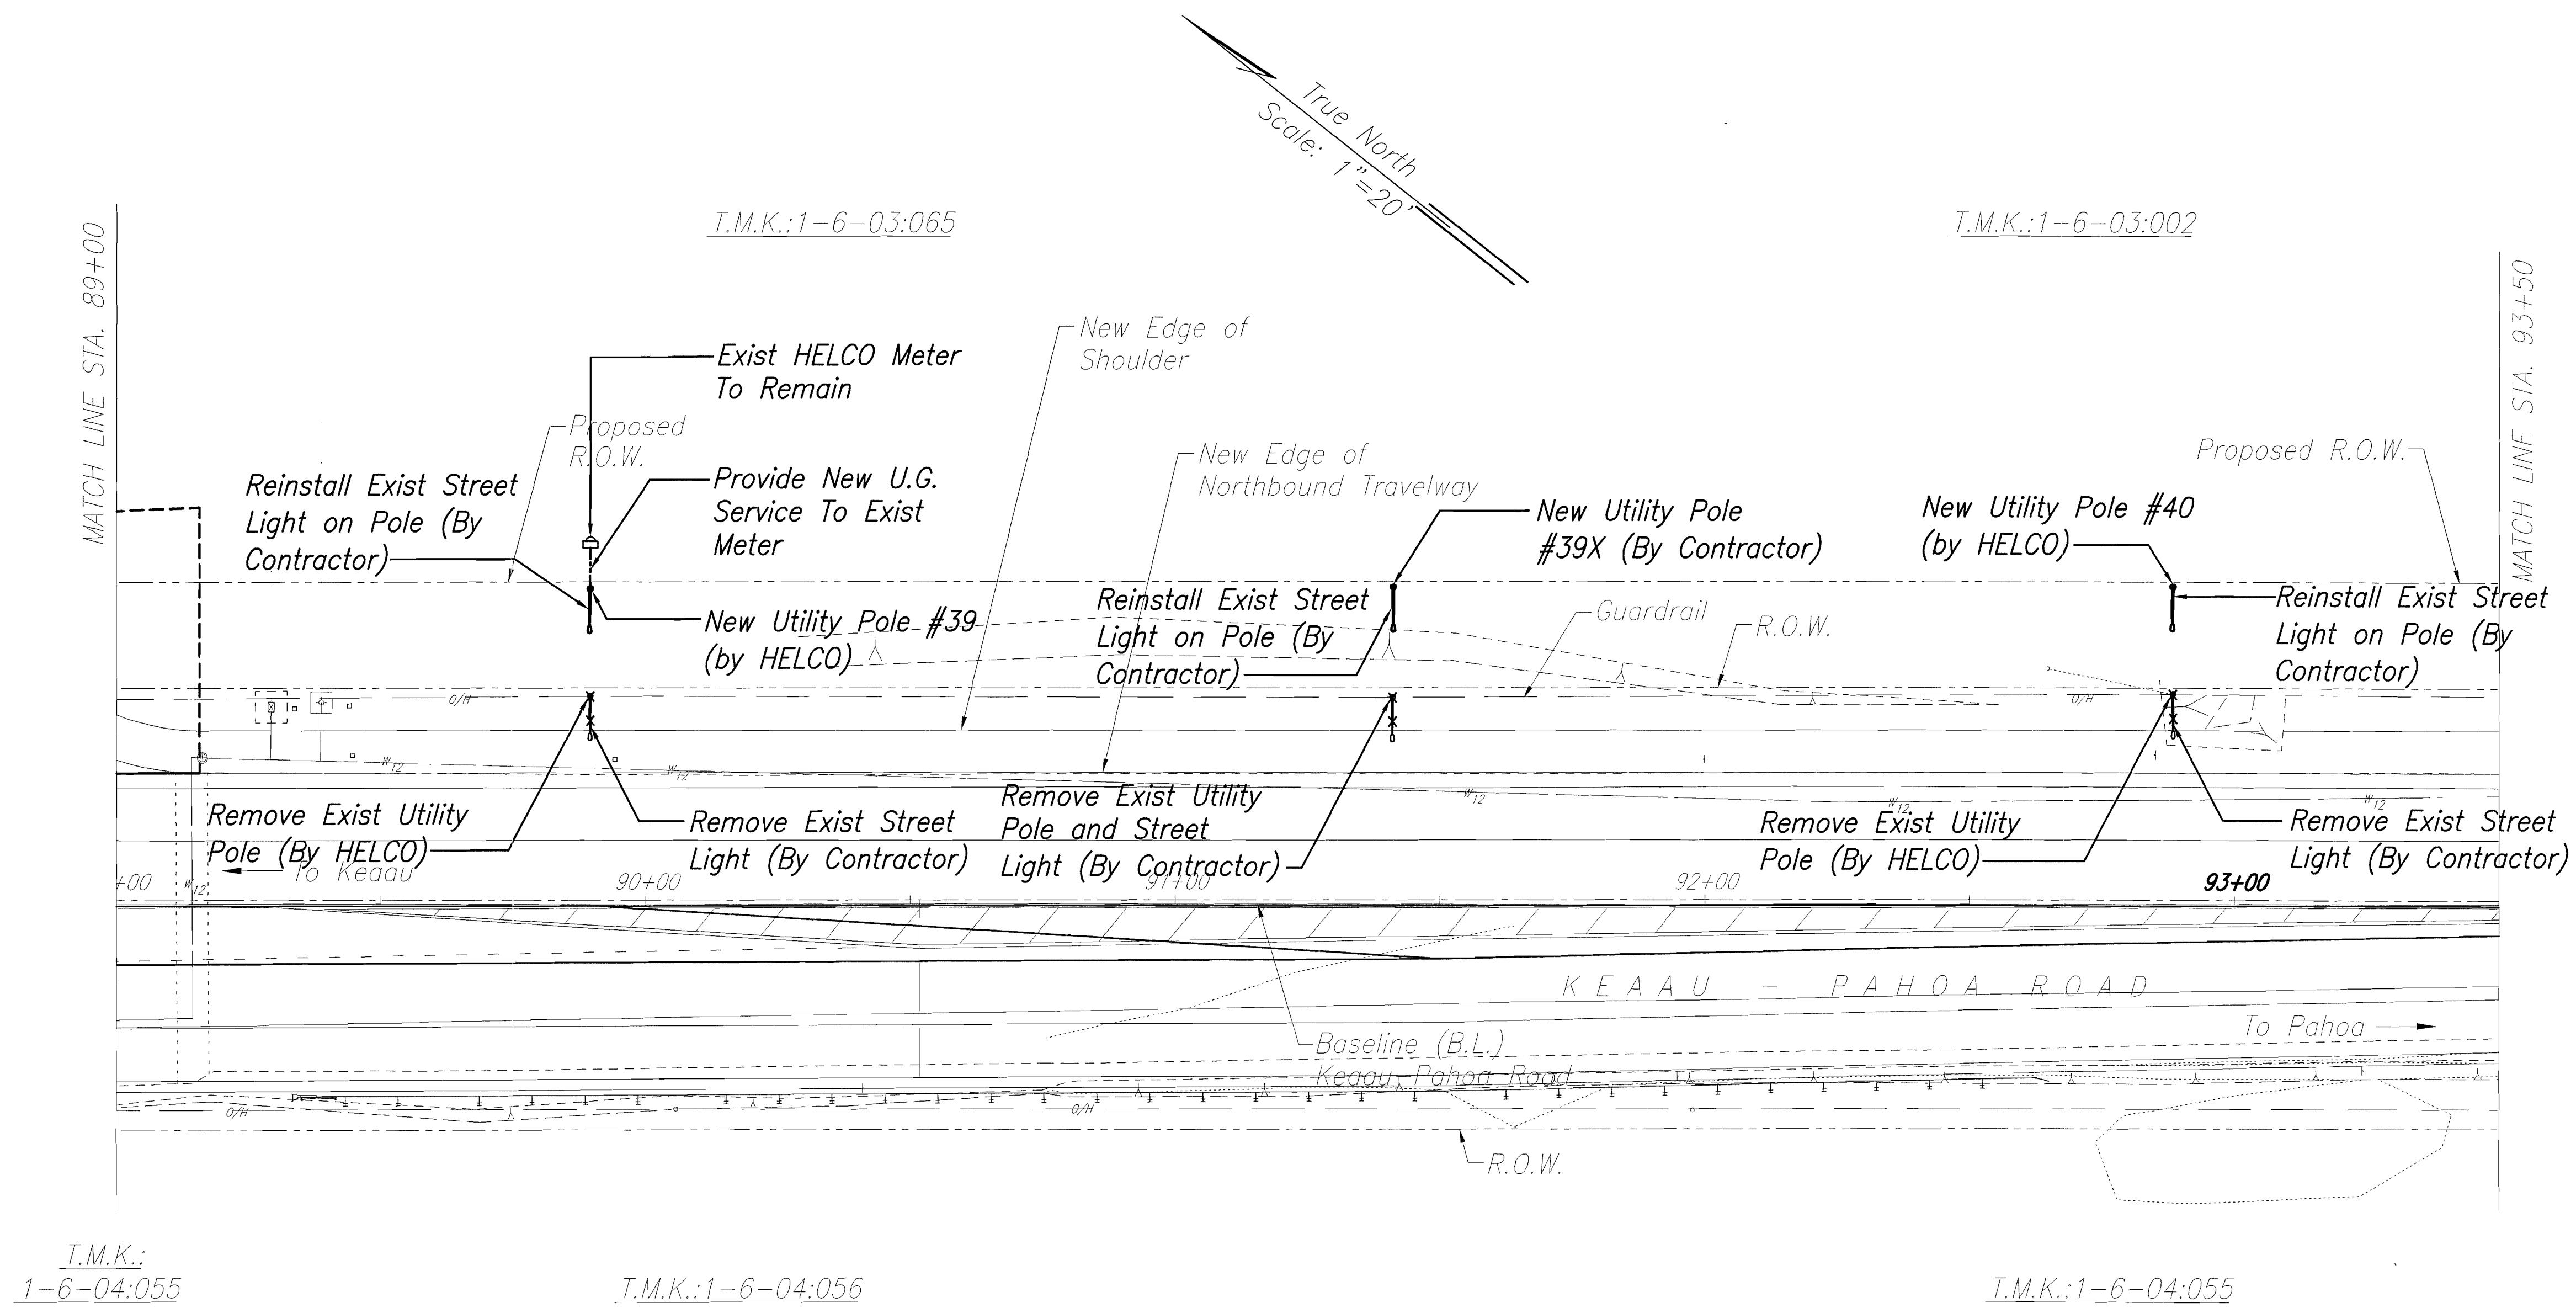 True North
Scale: 1"=20'
T.M.K.:1-6-03:065
T.M.K.:1-6-03:002
MATCH LINE STA. 89+00
MATCH LINE STA. 93+50
New Edge of
Shoulder
Exist HELCO Meter
To Remain
Proposed
R.O.W.
New Edge of
Northbound Travelway
Proposed R.O.W.
Reinstall Exist Street
Light on Pole (By
Contractor)
Provide New U.G.
Service To Exist
Meter
New Utility Pole
#39X (By Contractor)
New Utility Pole #40
(by HELCO)
New Utility Pole #39
(by HELCO)
Reinstall Exist Street
Light on Pole (By
Contractor)
Guardrail
R.O.W.
Reinstall Exist Street
Light on Pole (By
Contractor)
O/H
O/H
W12
W12
W12
W12
W12
Remove Exist Utility
Pole (By HELCO)
Remove Exist Street
Light (By Contractor)
Remove Exist Utility
Pole and Street
Light (By Contractor)
Remove Exist Utility
Pole (By HELCO)
Remove Exist Street
Light (By Contractor)
To Keaau
+00
W12
90+00
91+00
92+00
93+00
KEAAU - PAHOA ROAD
To Pahoa
Baseline (B.L.)
Keaau Pahoa Road
O/H
O/H
R.O.W.
T.M.K.:
1-6-04:055
T.M.K.:1-6-04:056
T.M.K.:1-6-04:055